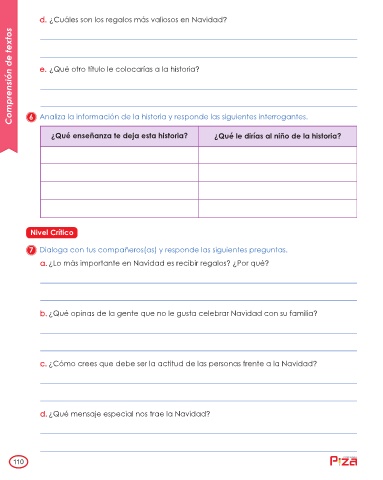 d. ¿Cuáles son los regalos más valiosos en Navidad?
e. ¿Qué otro título le colocarías a la historia?
Comprensión de textos
6 Analiza la información de la historia y responde las siguientes interrogantes.
¿Qué enseñanza te deja esta historia? ¿Qué le dirías al niño de la historia?
Nivel Crítico
7 Dialoga con tus compañeros(as) y responde las siguientes preguntas.
a. ¿Lo más importante en Navidad es recibir regalos? ¿Por qué?
b. ¿Qué opinas de la gente que no le gusta celebrar Navidad con su familia?
c. ¿Cómo crees que debe ser la actitud de las personas frente a la Navidad?
d. ¿Qué mensaje especial nos trae la Navidad?
110